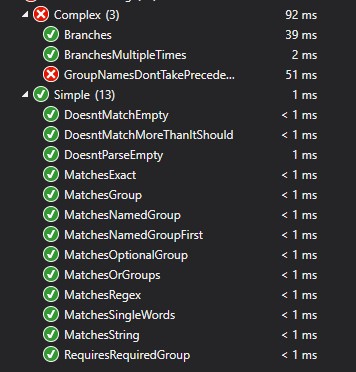 Complex (3) 92 ms
Branches 39 ms
BranchesMultipleTimes 2 ms
GroupNamesDontTakePrecede... 51 ms
Simple (13) 1 ms
DoesntMatchEmpty < 1 ms
DoesntMatchMoreThanItShould < 1 ms
DoesntParseEmpty 1 ms
MatchesExact < 1 ms
MatchesGroup < 1 ms
MatchesNamedGroup < 1 ms
MatchesNamedGroupFirst < 1 ms
MatchesOptionalGroup < 1 ms
MatchesOrGroups < 1 ms
MatchesRegex < 1 ms
MatchesSingleWords < 1 ms
MatchesString < 1 ms
RequiresRequiredGroup < 1 ms